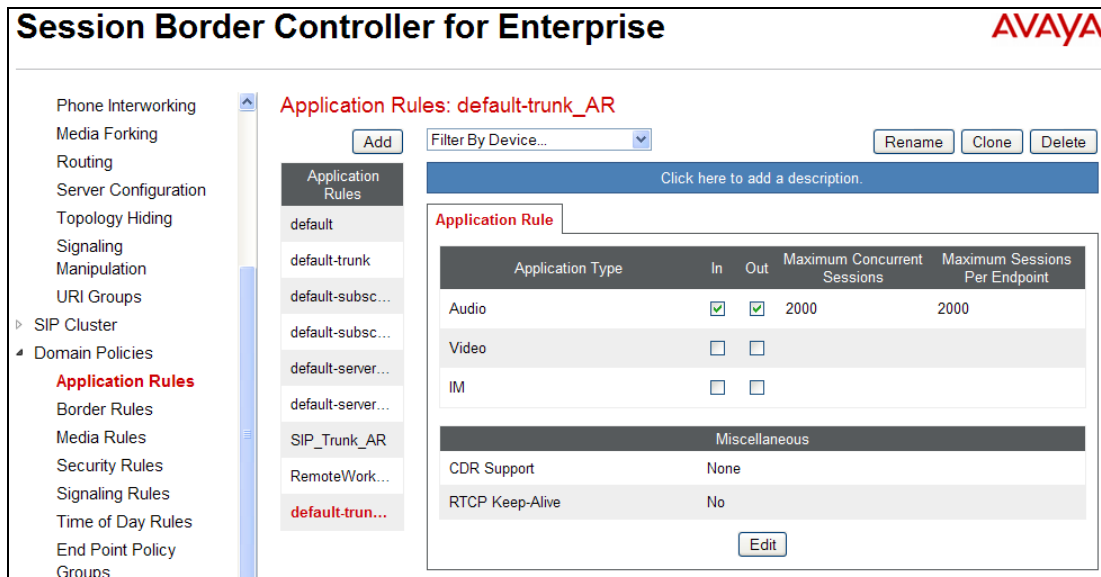 Session Border Controller for Enterprise
AVAYA
Phone Interworking
Media Forking
Routing
Server Configuration
Topology Hiding
Signaling
Manipulation
URI Groups
SIP Cluster
Domain Policies
Application Rules
Border Rules
Media Rules
Security Rules
Signaling Rules
Time of Day Rules
End Point Policy
Groups
Application Rules: default-trunk_AR
Add
Filter By Device...
Rename
Clone
Delete
Application
Rules
default
default-trunk
default-subsc...
default-subsc...
default-server...
default-server...
SIP_Trunk_AR
RemoteWork...
default-trun...
Click here to add a description.
Application Rule
Application Type In Out Maximum Concurrent Sessions Maximum Sessions Per Endpoint
Audio 2000 2000
Video
IM
Miscellaneous
CDR Support None
RTCP Keep-Alive No
Edit